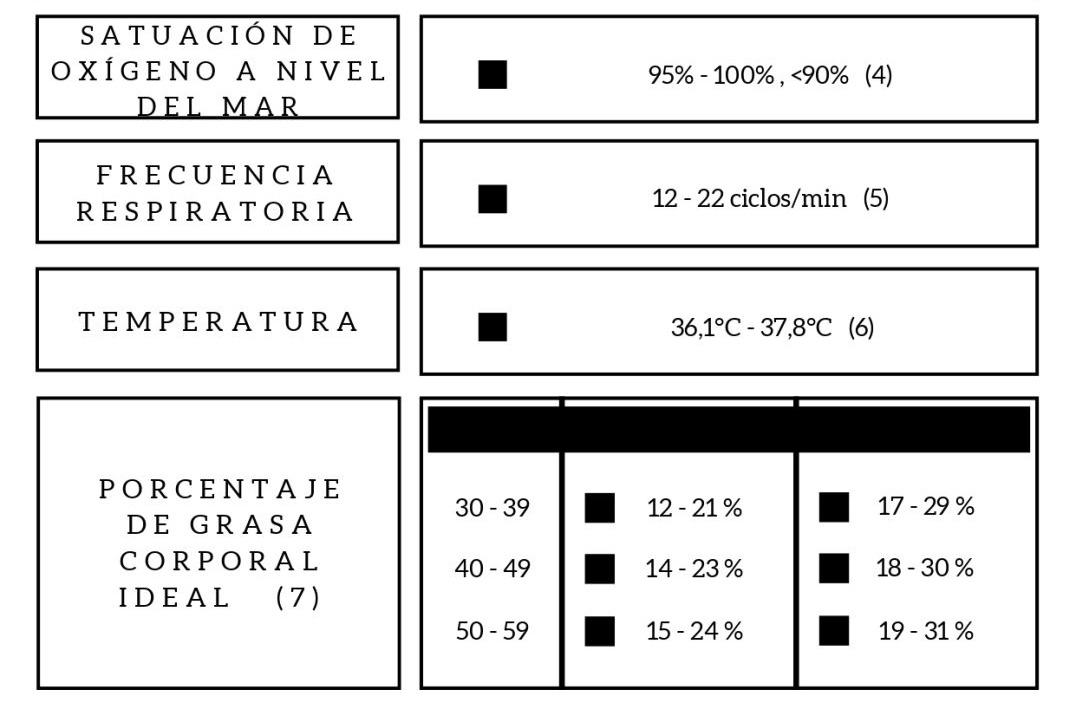 SATUACIÓN DE
OXÍGENO A NIVEL
DEL MAR
95% - 100% , <90% (4)
FRECUENCIA
RESPIRATORIA
12 - 22 ciclos/min (5)
TEMPERATURA
36,1°C - 37,8°C (6)
PORCENTAJE
DE GRASA
CORPORAL
IDEAL (7)
30 - 39 12 - 21 % 17 - 29 %
40 - 49 14 - 23 % 18 - 30 %
50 - 59 15 - 24 % 19 - 31 %